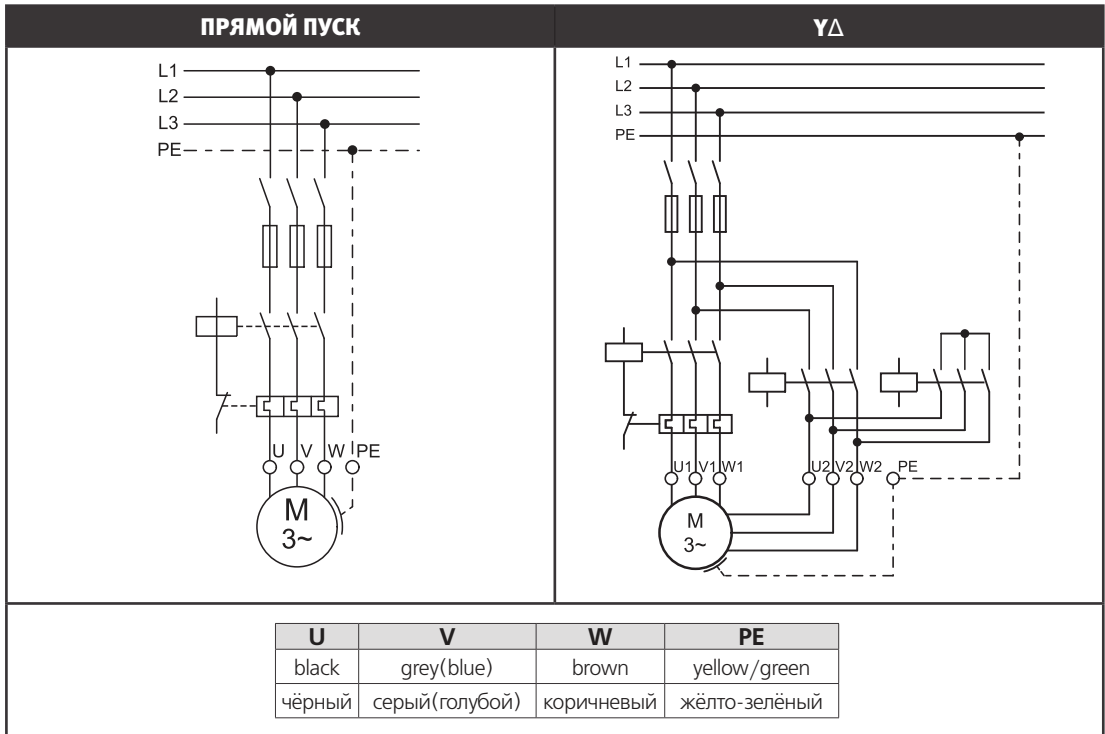 ПРЯМОЙ ПУСК
YΔ
L1
L2
L3
PE
U V W PE
M
3~
L1
L2
L3
PE
U1 V1 W1 U2 V2 W2 PE
M
3~
U V W PE
black grey(blue) brown yellow/green
чёрный серый(голубой) коричневый жёлто-зелёный